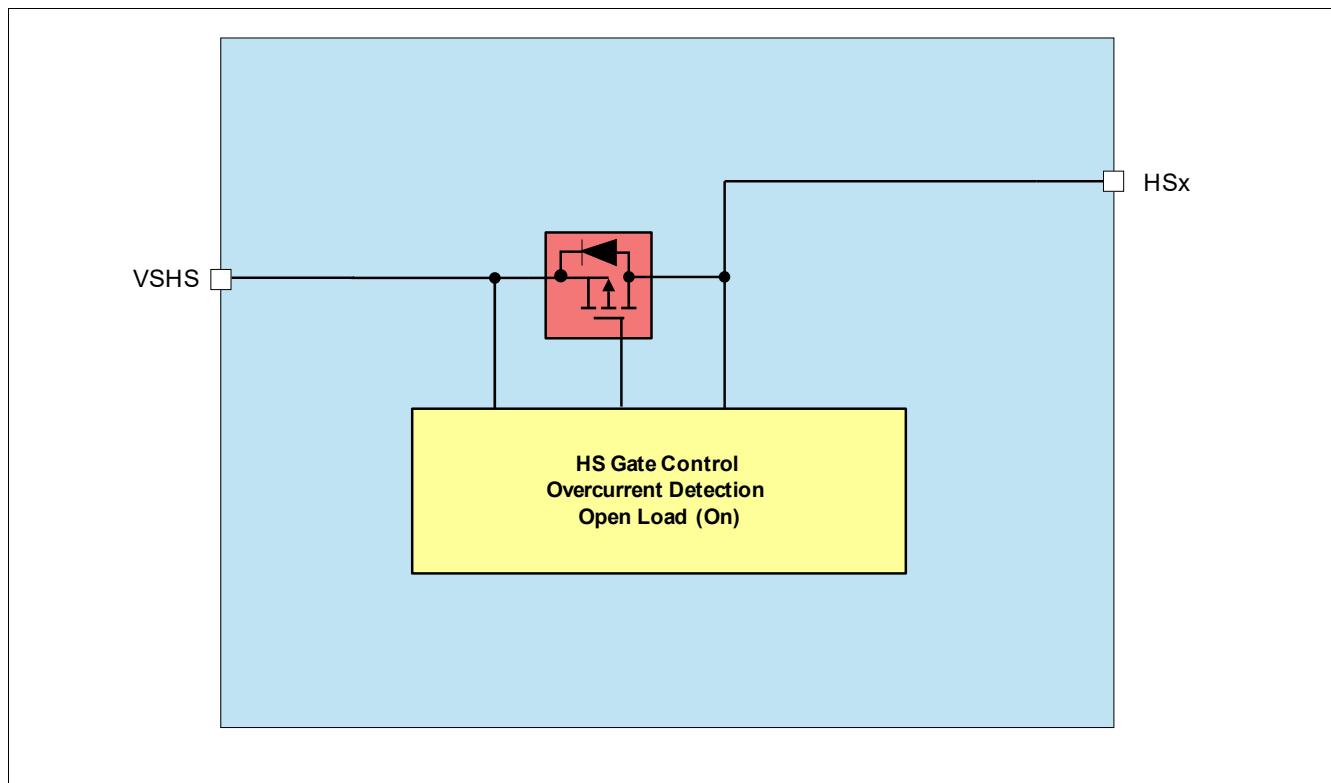 HSx
VSHS
HS Gate Control
Overcurrent Detection
Open Load (On)